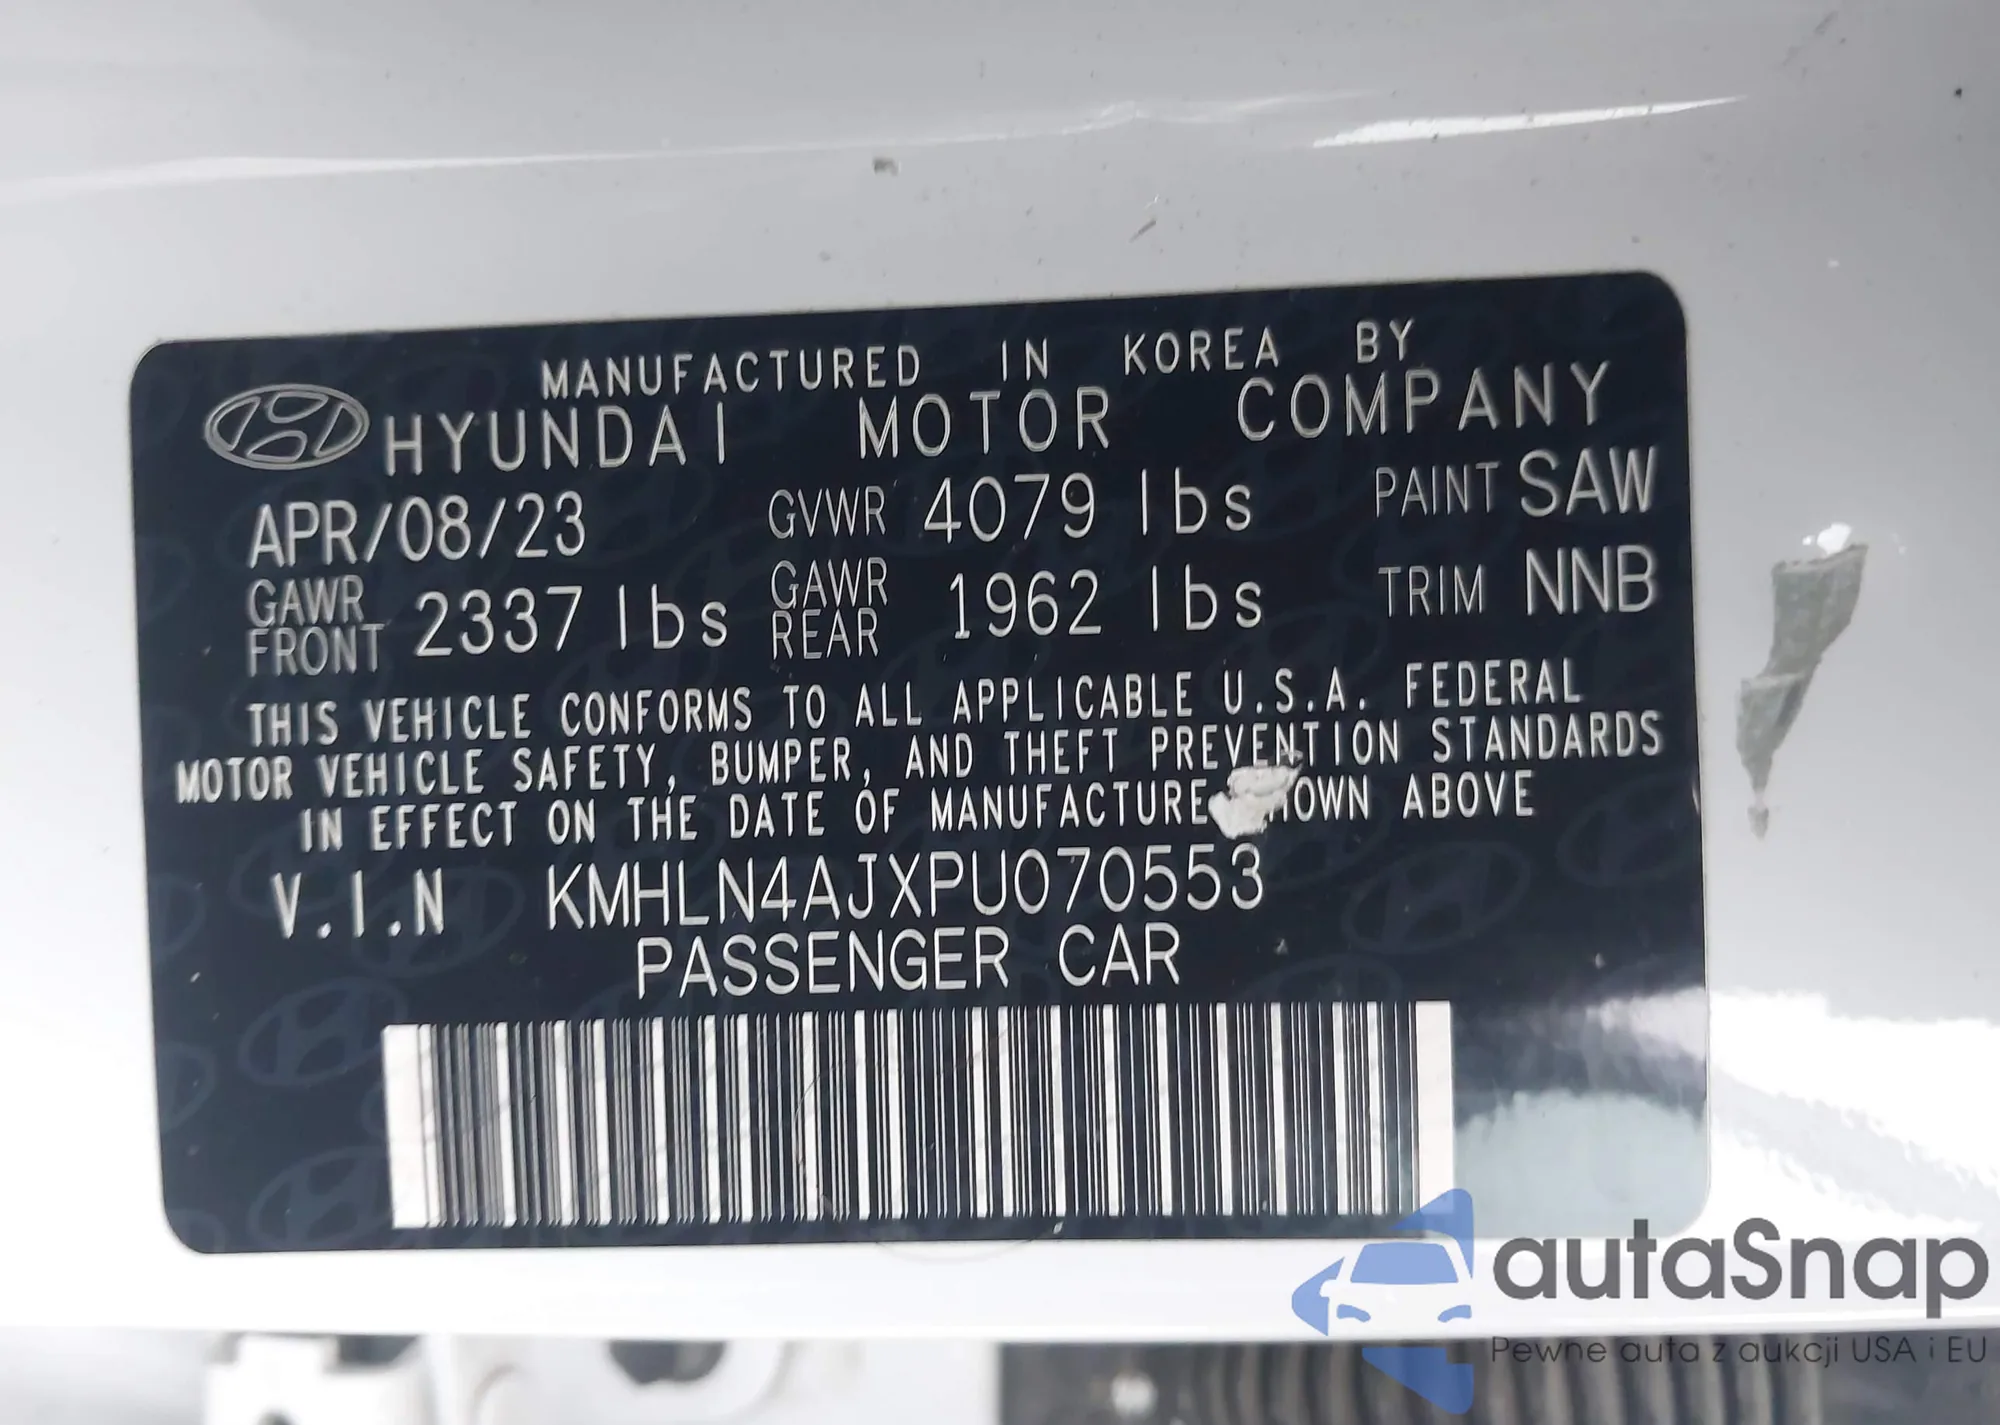 MANUFACTURED IN KOREA BY
HYUNDAI MOTOR COMPANY
APR/08/23 GVWR 4079 lbs PAINT SAW
GAWR FRONT 2337 lbs GAWR REAR 1962 lbs TRIM NNB
THIS VEHICLE CONFORMS TO ALL APPLICABLE U.S.A. FEDERAL
MOTOR VEHICLE SAFETY, BUMPER, AND THEFT PREVENTION STANDARDS
IN EFFECT ON THE DATE OF MANUFACTURE ABOVE
V.I.N KMHLN4AJXPU070553
PASSENGER CAR
autaSnap
Pewne auta z aukcji USA i EU